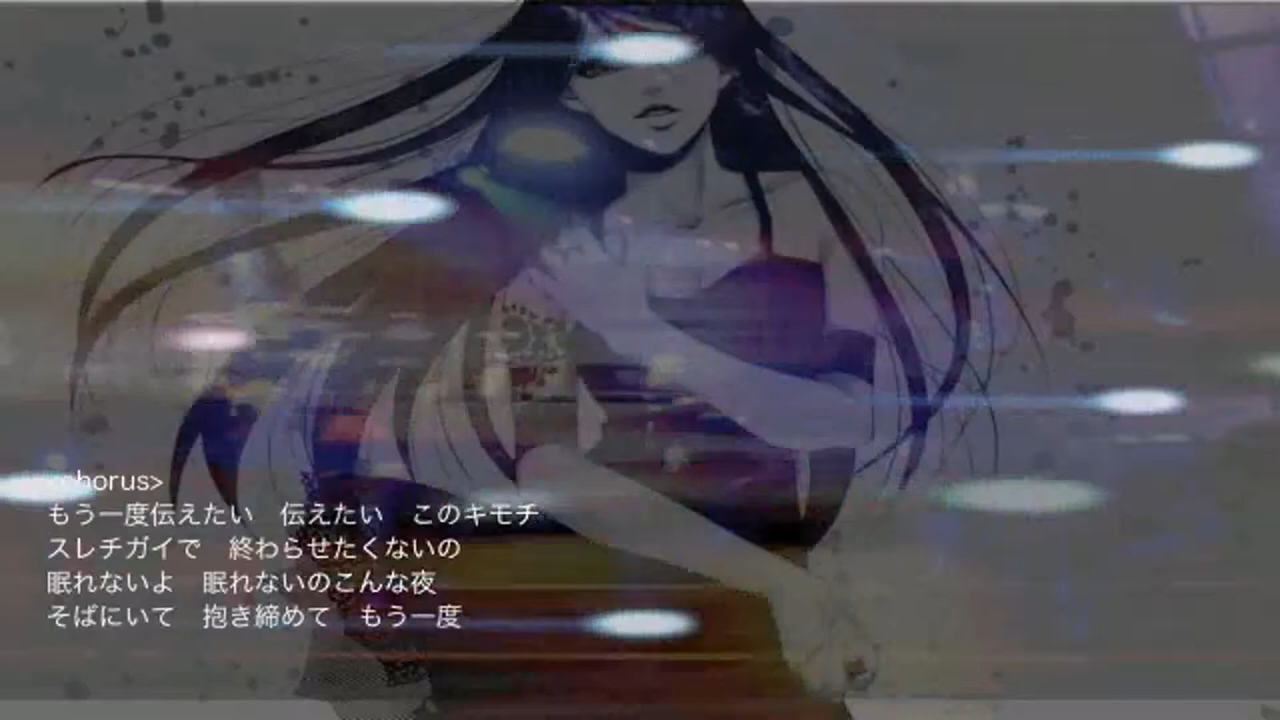 <chorus>
もう一度伝えたい　伝えたい　このキモチ
スレチガイで　終わらせたくないの
眠れないよ　眠れないのこんな夜
そばにいて　抱き締めて　もう一度